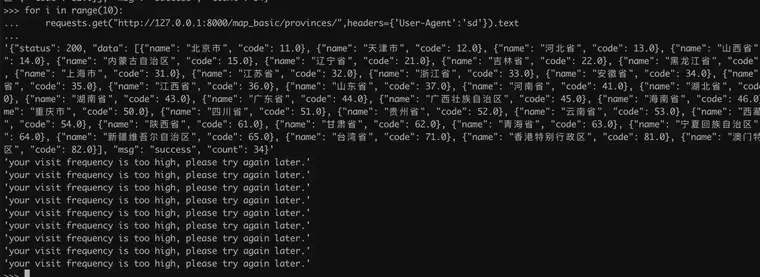 >>> for i in range(10):
...     requests.get("http://127.0.0.1:8000/map_basic/provinces/",headers={'User-Agent':'sd'}).text
...
'{"status": 200, "data": [{"name": "北京市", "code": 11.0}, {"name": "天津市", "code": 12.0}, {"name": "河北省", "code": 13.0}, {"name": "山西省"
": 14.0}, {"name": "内蒙古自治区", "code": 15.0}, {"name": "辽宁省", "code": 21.0}, {"name": "吉林省", "code": 22.0}, {"name": "黑龙江省", "code"
, {"name": "上海市", "code": 31.0}, {"name": "江苏省", "code": 32.0}, {"name": "浙江省", "code": 33.0}, {"name": "安徽省", "code": 34.0}, {"name":
省", "code": 35.0}, {"name": "江西省", "code": 36.0}, {"name": "山东省", "code": 37.0}, {"name": "河南省", "code": 41.0}, {"name": "湖北省", "code
0}, {"name": "湖南省", "code": 43.0}, {"name": "广东省", "code": 44.0}, {"name": "广西壮族自治区", "code": 45.0}, {"name": "海南省", "code": 46.0
me": "重庆市", "code": 50.0}, {"name": "四川省", "code": 51.0}, {"name": "贵州省", "code": 52.0}, {"name": "云南省", "code": 53.0}, {"name": "西藏
, "code": 54.0}, {"name": "陕西省", "code": 61.0}, {"name": "甘肃省", "code": 62.0}, {"name": "青海省", "code": 63.0}, {"name": "宁夏回族自治区"
": 64.0}, {"name": "新疆维吾尔自治区", "code": 65.0}, {"name": "台湾省", "code": 71.0}, {"name": "香港特别行政区", "code": 81.0}, {"name": "澳门特
区", "code": 82.0}], "msg": "success", "count": 34}'
'your visit frequency is too high, please try again later.'
'your visit frequency is too high, please try again later.'
'your visit frequency is too high, please try again later.'
'your visit frequency is too high, please try again later.'
'your visit frequency is too high, please try again later.'
'your visit frequency is too high, please try again later.'
'your visit frequency is too high, please try again later.'
'your visit frequency is too high, please try again later.'
'your visit frequency is too high, please try again later.'
>>>